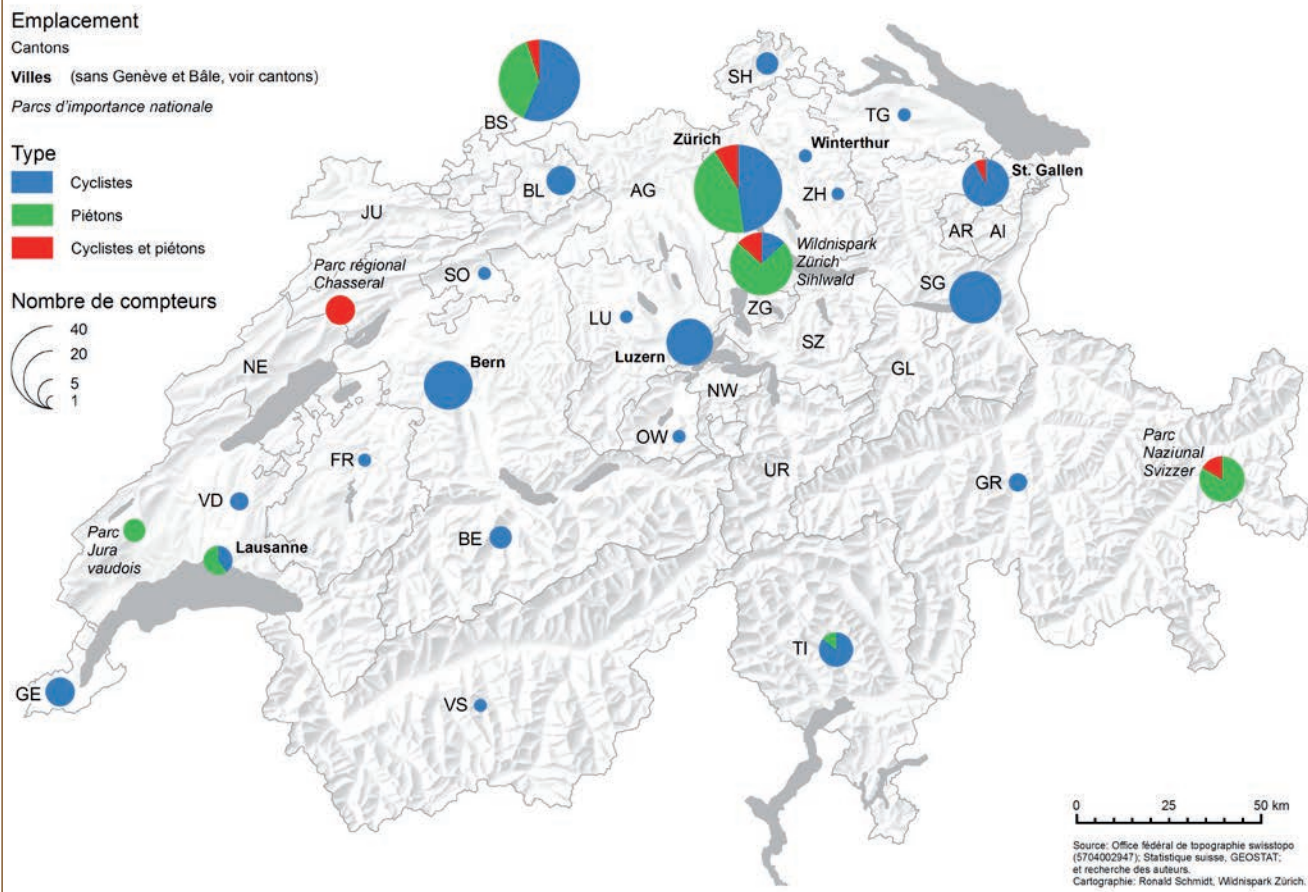 Emplacement
Cantons
Villes (sans Genève et Bâle, voir cantons)
Parcs d'importance nationale
Type
Cyclistes
Piétons
Cyclistes et piétons
Nombre de compteurs
40
20
5
1
SH
BS
TG
Zürich
Winterthur
BL
AG
ZH
St. Gallen
JU
AR
AI
Parc régional
Chasseral
SO
Wildnispark
Zürich
Sihlwald
SG
LU
ZG
NE
Bern
Luzern
SZ
GL
NW
OW
FR
UR
Parc
Naziunal
Svizzer
VD
GR
Parc
Jura
vaudois
Lausanne
BE
TI
GE
VS
0 25 50 km
Source: Office fédéral de topographie swisstopo
(5704002947); Statistique suisse, GEOSTAT;
et recherche des auteurs.
Cartographie: Ronald Schmidt, Wildnispark Zürich.